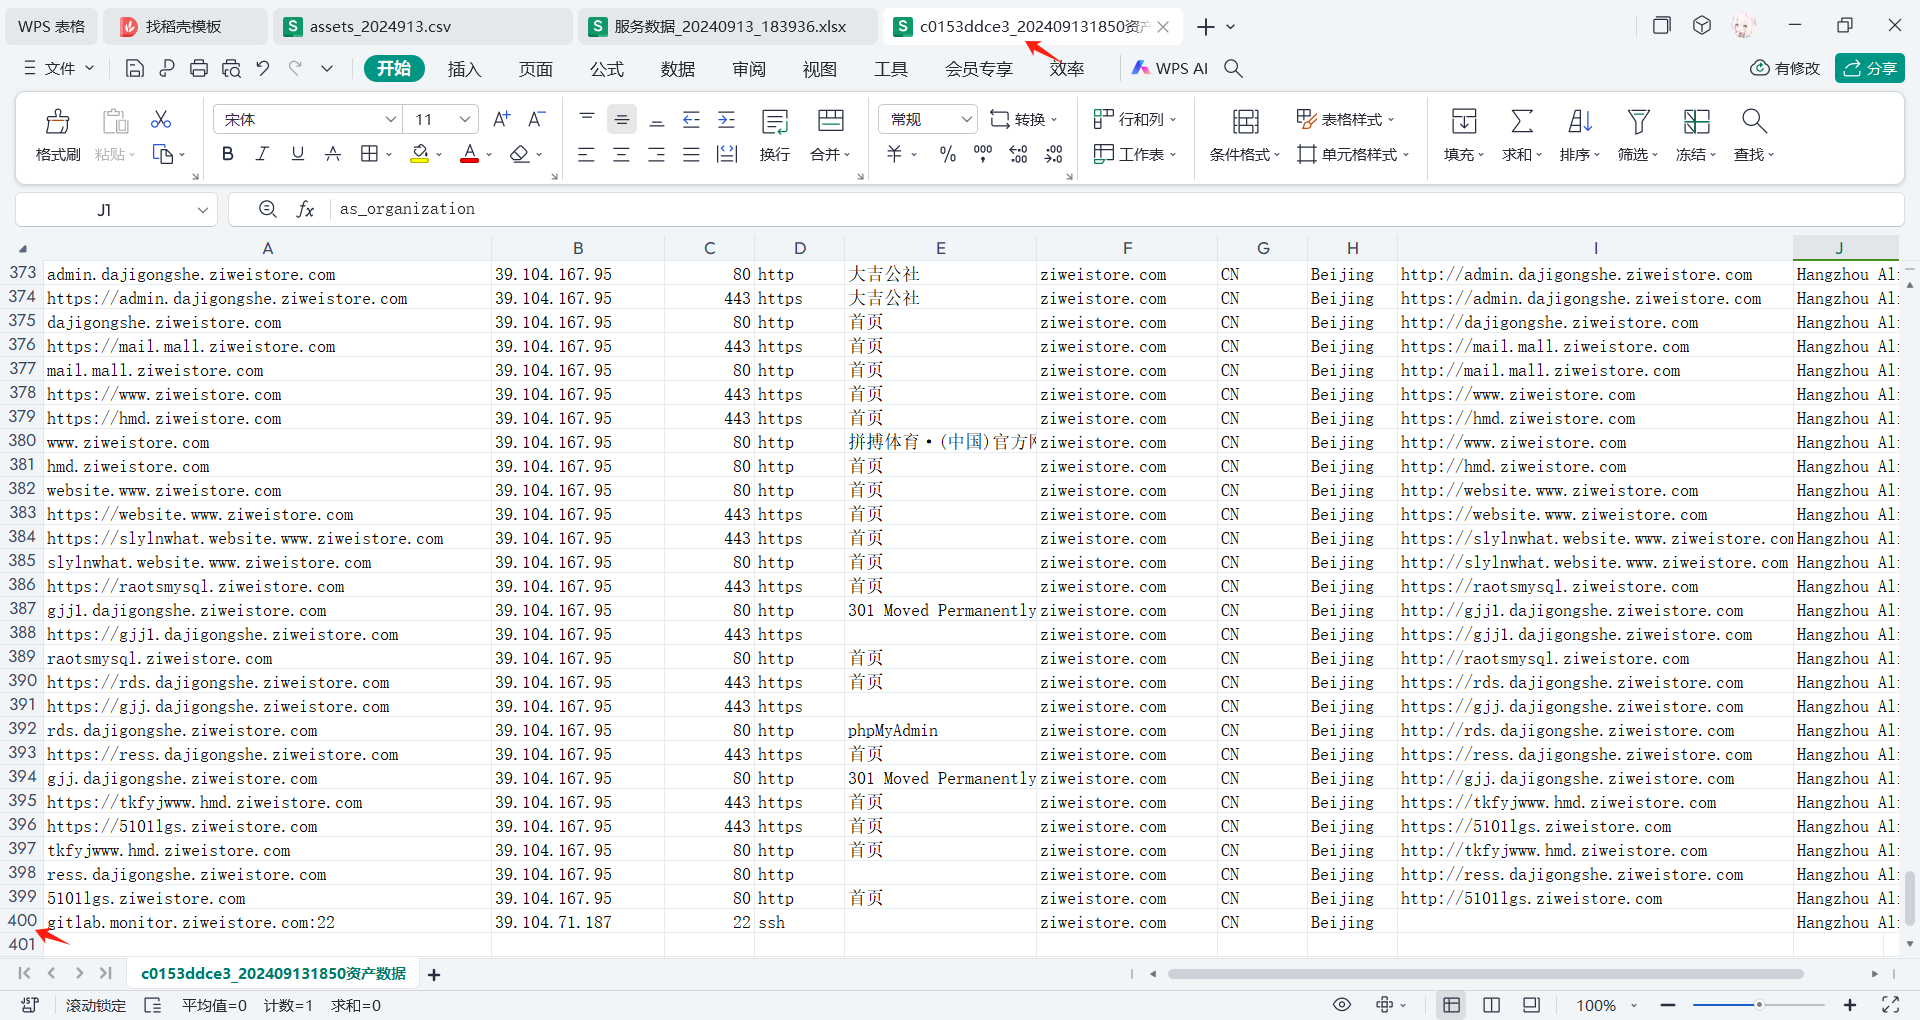 WPS 表格 找稻壳模板 assets_2024913.csv 服务数据_20240913_183936.xlsx c0153ddce3_202409131850资产
文件 开始 插入 页面 公式 数据 审阅 视图 工具 会员专享 效率 WPS AI 有修改 分享
格式刷 粘贴 宋体 11 A+ A- 换行 合并 常规 转换 行和列 工作表 条件格式 表格样式 单元格样式 填充 求和 排序 筛选 冻结 查找
B I U A A ¥ % 000
J1 fx as_organization
A B C D E F G H I J
373 admin.dajigongshe.ziweistore.com 39.104.167.95 80 http 大吉公社 ziweistore.com CN Beijing http://admin.dajigongshe.ziweistore.com Hangzhou Al
374 https://admin.dajigongshe.ziweistore.com 39.104.167.95 443 https 大吉公社 ziweistore.com CN Beijing https://admin.dajigongshe.ziweistore.com Hangzhou Al
375 dajigongshe.ziweistore.com 39.104.167.95 80 http 首页 ziweistore.com CN Beijing http://dajigongshe.ziweistore.com Hangzhou Al
376 https://mail.mall.ziweistore.com 39.104.167.95 443 https 首页 ziweistore.com CN Beijing https://mail.mall.ziweistore.com Hangzhou Al
377 mail.mall.ziweistore.com 39.104.167.95 80 http 首页 ziweistore.com CN Beijing http://mail.mall.ziweistore.com Hangzhou Al
378 https://www.ziweistore.com 39.104.167.95 443 https 首页 ziweistore.com CN Beijing https://www.ziweistore.com Hangzhou Al
379 https://hmd.ziweistore.com 39.104.167.95 443 https 首页 ziweistore.com CN Beijing https://hmd.ziweistore.com Hangzhou Al
380 www.ziweistore.com 39.104.167.95 80 http 拼搏体育·(中国)官方 ziweistore.com CN Beijing http://www.ziweistore.com Hangzhou Al
381 hmd.ziweistore.com 39.104.167.95 80 http 首页 ziweistore.com CN Beijing http://hmd.ziweistore.com Hangzhou Al
382 website.www.ziweistore.com 39.104.167.95 80 http 首页 ziweistore.com CN Beijing http://website.www.ziweistore.com Hangzhou Al
383 https://website.www.ziweistore.com 39.104.167.95 443 https 首页 ziweistore.com CN Beijing https://website.www.ziweistore.com Hangzhou Al
384 https://slylnwhat.website.www.ziweistore.com 39.104.167.95 443 https 首页 ziweistore.com CN Beijing https://slylnwhat.website.www.ziweistore.com Hangzhou Al
385 slylnwhat.website.www.ziweistore.com 39.104.167.95 80 http 首页 ziweistore.com CN Beijing http://slylnwhat.website.www.ziweistore.com Hangzhou Al
386 https://raotsmysql.ziweistore.com 39.104.167.95 443 https 首页 ziweistore.com CN Beijing https://raotsmysql.ziweistore.com Hangzhou Al
387 gjj1.dajigongshe.ziweistore.com 39.104.167.95 80 http 301 Moved Permanently ziweistore.com CN Beijing http://gjj1.dajigongshe.ziweistore.com Hangzhou Al
388 https://gjj1.dajigongshe.ziweistore.com 39.104.167.95 443 https ziweistore.com CN Beijing https://gjj1.dajigongshe.ziweistore.com Hangzhou Al
389 raotsmysql.ziweistore.com 39.104.167.95 80 http 首页 ziweistore.com CN Beijing http://raotsmysql.ziweistore.com Hangzhou Al
390 https://rds.dajigongshe.ziweistore.com 39.104.167.95 443 https 首页 ziweistore.com CN Beijing https://rds.dajigongshe.ziweistore.com Hangzhou Al
391 https://gjj.dajigongshe.ziweistore.com 39.104.167.95 443 https ziweistore.com CN Beijing https://gjj.dajigongshe.ziweistore.com Hangzhou Al
392 rds.dajigongshe.ziweistore.com 39.104.167.95 80 http phpMyAdmin ziweistore.com CN Beijing http://rds.dajigongshe.ziweistore.com Hangzhou Al
393 https://ress.dajigongshe.ziweistore.com 39.104.167.95 443 https 首页 ziweistore.com CN Beijing https://ress.dajigongshe.ziweistore.com Hangzhou Al
394 gjj.dajigongshe.ziweistore.com 39.104.167.95 80 http 301 Moved Permanently ziweistore.com CN Beijing http://gjj.dajigongshe.ziweistore.com Hangzhou Al
395 https://tkfyjwww.hmd.ziweistore.com 39.104.167.95 443 https 首页 ziweistore.com CN Beijing https://tkfyjwww.hmd.ziweistore.com Hangzhou Al
396 https://5101lgs.ziweistore.com 39.104.167.95 443 https 首页 ziweistore.com CN Beijing https://5101lgs.ziweistore.com Hangzhou Al
397 tkfyjwww.hmd.ziweistore.com 39.104.167.95 80 http 首页 ziweistore.com CN Beijing http://tkfyjwww.hmd.ziweistore.com Hangzhou Al
398 ress.dajigongshe.ziweistore.com 39.104.167.95 80 http ziweistore.com CN Beijing http://ress.dajigongshe.ziweistore.com Hangzhou Al
399 5101lgs.ziweistore.com 39.104.167.95 80 http 首页 ziweistore.com CN Beijing http://5101lgs.ziweistore.com Hangzhou Al
400 gitlab.monitor.ziweistore.com:22 39.104.71.187 22 ssh ziweistore.com CN Beijing Hangzhou Al
401
c0153ddce3_202409131850资产数据
滚动锁定 平均值=0 计数=1 求和=0 100%